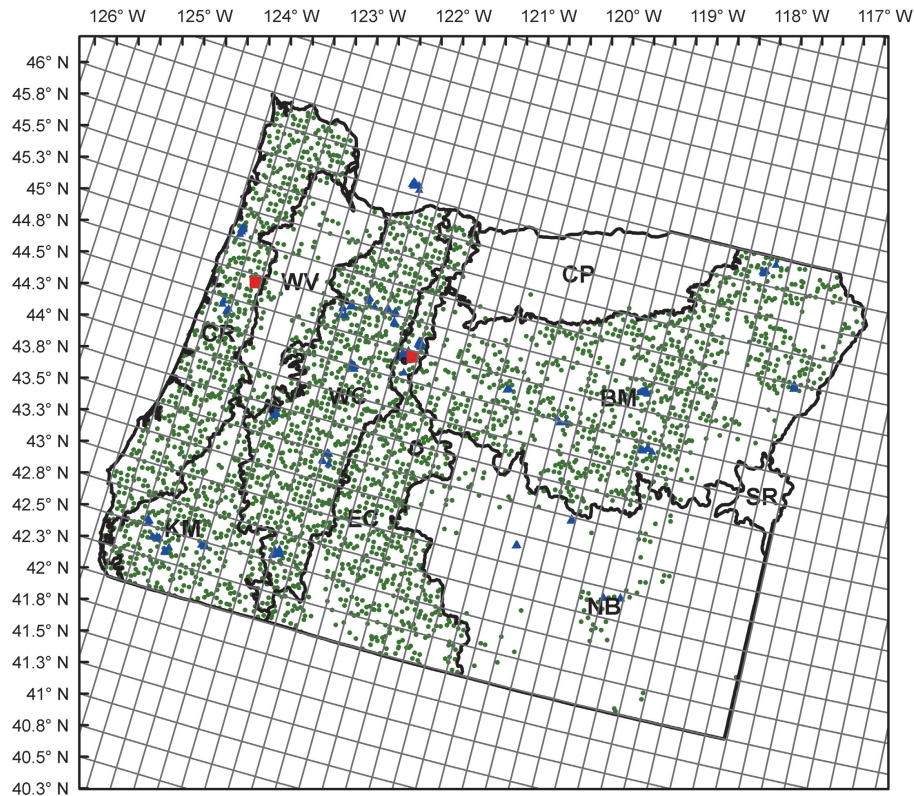 126° W 125° W 124° W 123° W 122° W 121° W 120° W 119° W 118° W 117° W
46° N
45.8° N
45.5° N
45.3° N
45° N
44.8° N
44.5° N
44.3° N
44° N
43.8° N
43.5° N
43.3° N
43° N
42.8° N
42.5° N
42.3° N
42° N
41.8° N
41.5° N
41.3° N
41° N
40.8° N
40.5° N
40.3° N
CP
WV
CR
WC
BM
SR
EC
KM
NB